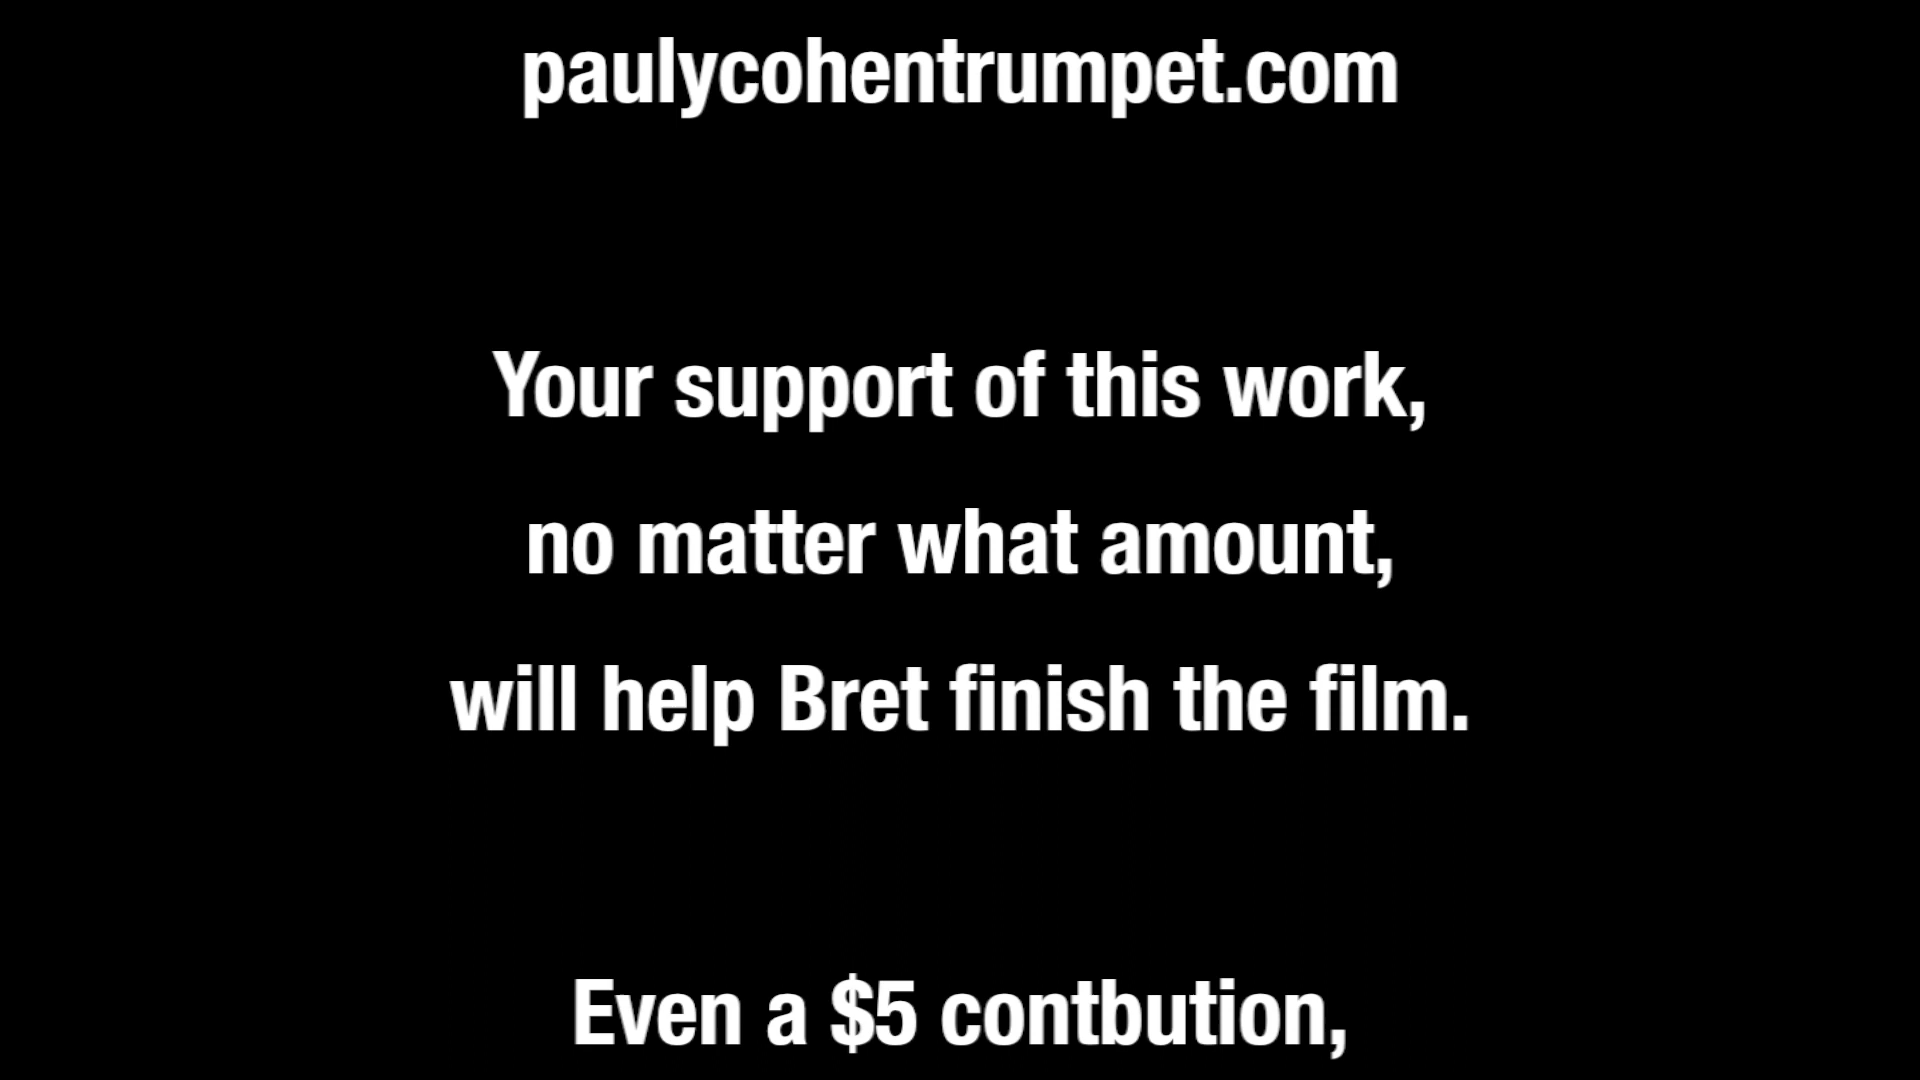 paulycohentrumpet.com
Your support of this work,
no matter what amount,
will help Bret finish the film.
Even a $5 contbution,